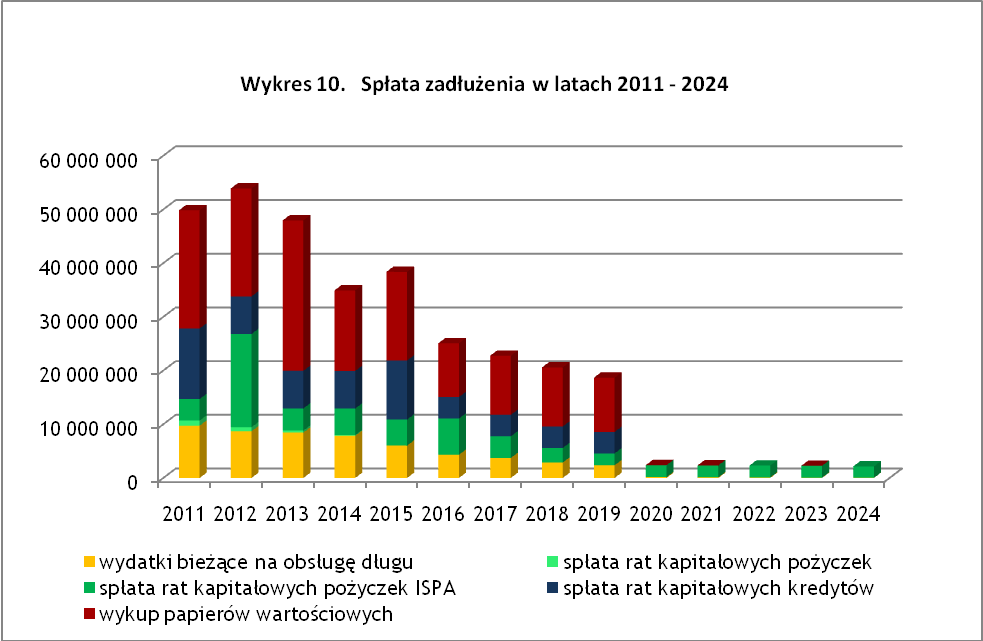 Wykres 10. Spłata zadłużenia w latach 2011 - 2024
60 000 000
50 000 000
40 000 000
30 000 000
20 000 000
10 000 000
0
2011 2012 2013 2014 2015 2016 2017 2018 2019 2020 2021 2022 2023 2024
wydatki bieżące na obsługę długu
spłata rat kapitałowych pożyczek
spłata rat kapitałowych pożyczek ISPA
spłata rat kapitałowych kredytów
wykup papierów wartościowych